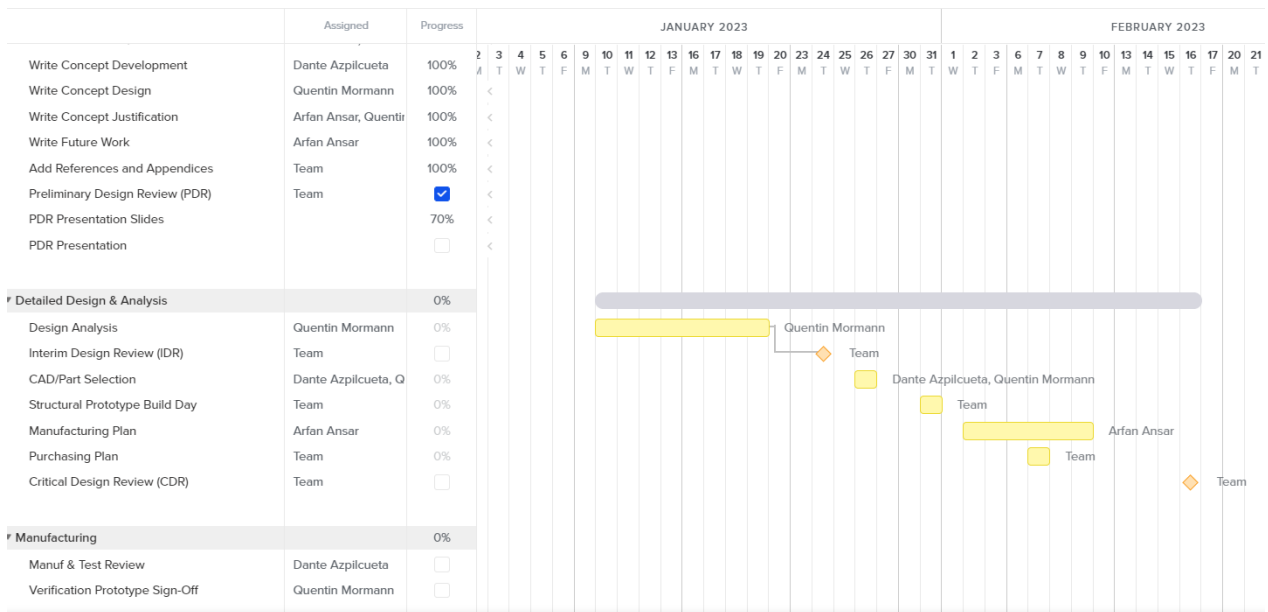 JANUARY 2023 FEBRUARY 2023
Assigned Progress
2 3 4 5 6 9 10 11 12 13 16 17 18 19 20 23 24 25 26 27 30 31 1 2 3 6 7 8 9 10 13 14 15 16 17 20 21
M T W T F M T W T F M T W T F M T W T F M T W T F M T W T F M T W T F M T
Write Concept Development Dante Azpilcueta 100%
Write Concept Design Quentin Mormann 100%
Write Concept Justification Arfan Ansar, Quentin 100%
Write Future Work Arfan Ansar 100%
Add References and Appendices Team 100%
Preliminary Design Review (PDR) Team
PDR Presentation Slides 70%
PDR Presentation
Detailed Design & Analysis 0%
Design Analysis Quentin Mormann 0% Quentin Mormann
Interim Design Review (IDR) Team Team
CAD/Part Selection Dante Azpilcueta, Q 0% Dante Azpilcueta, Quentin Mormann
Structural Prototype Build Day Team 0% Team
Manufacturing Plan Arfan Ansar 0% Arfan Ansar
Purchasing Plan Team 0% Team
Critical Design Review (CDR) Team Team
Manufacturing 0%
Manuf & Test Review Dante Azpilcueta
Verification Prototype Sign-Off Quentin Mormann